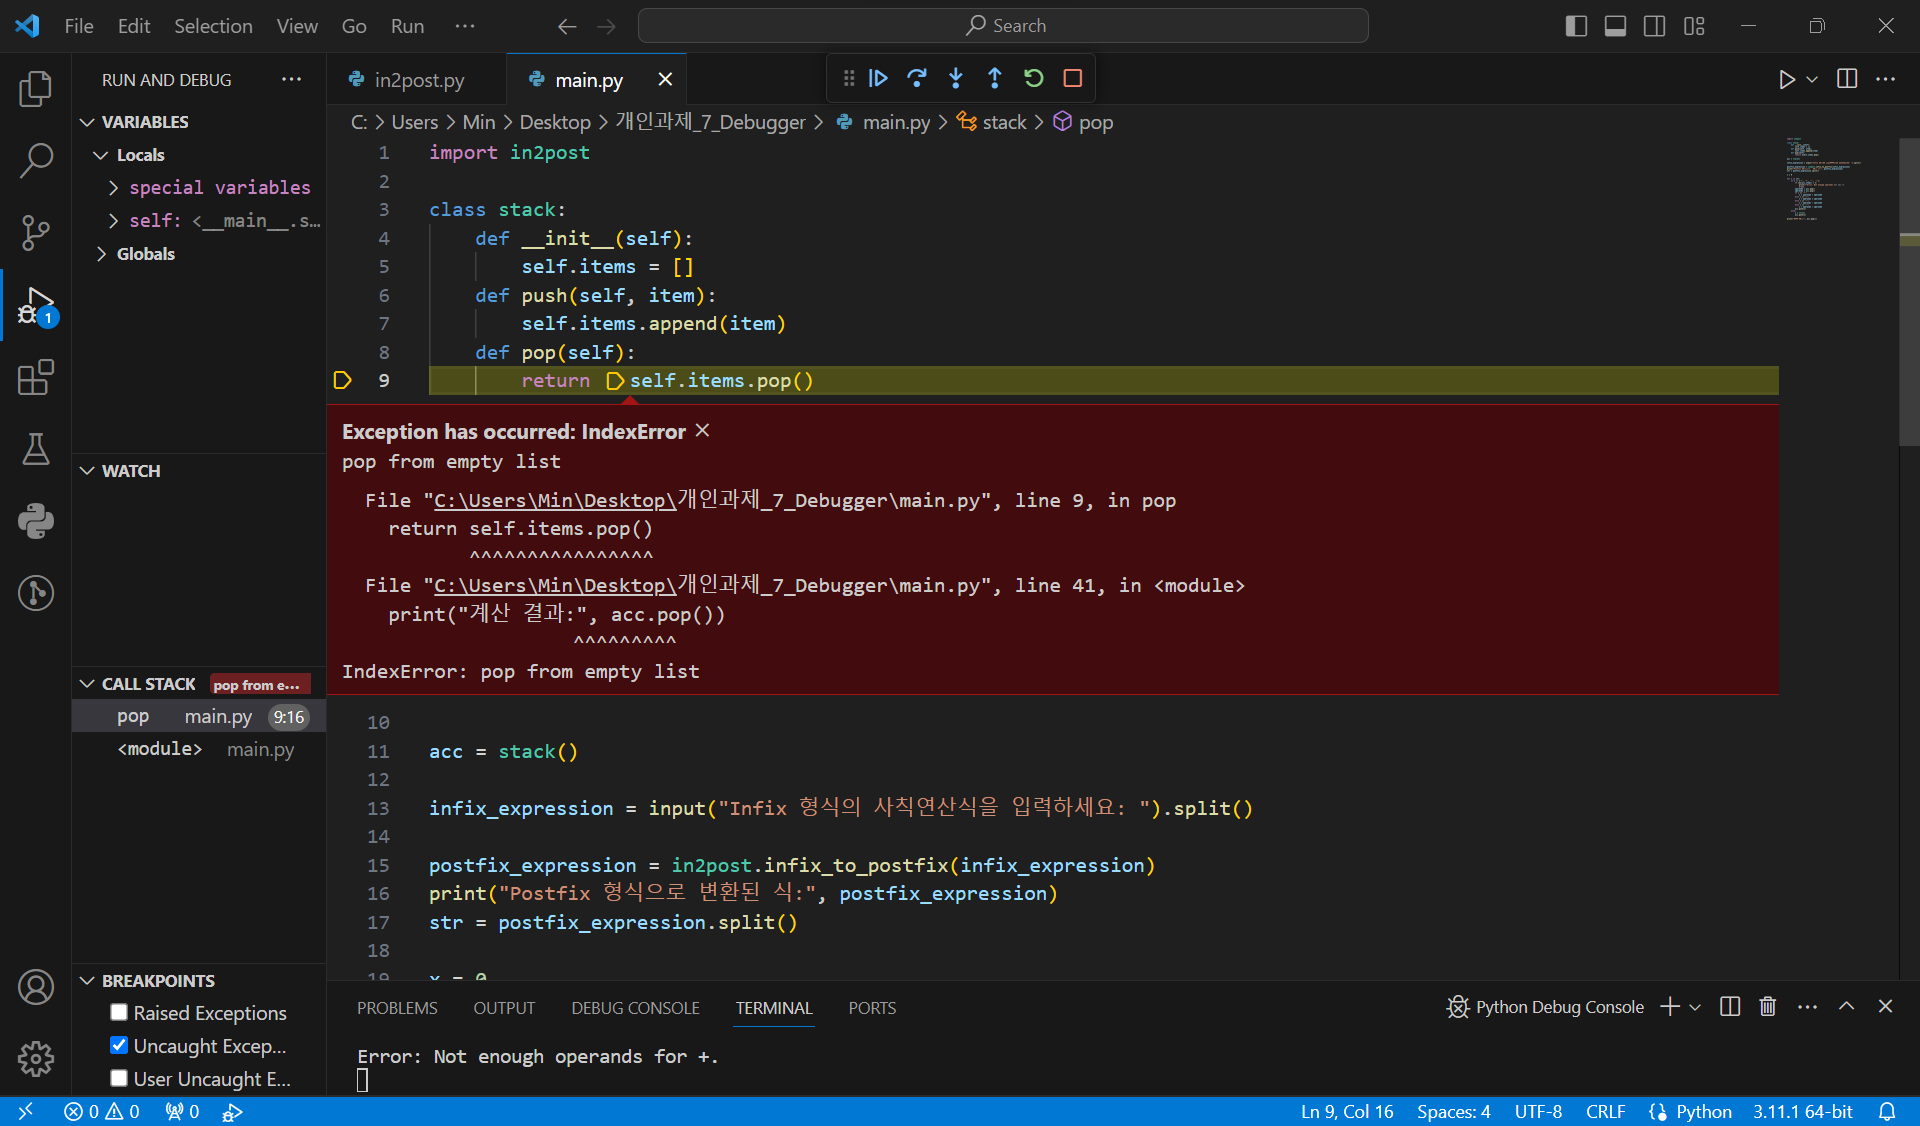 File Edit Selection View Go Run ··· Search
RUN AND DEBUG ···
in2post.py main.py
VARIABLES
Locals
special variables
self: <__main__.s...
Globals
C: > Users > Min > Desktop > 개인과제_7_Debugger > main.py > stack > pop
1 import in2post
2
3 class stack:
4 def __init__(self):
5 self.items = []
6 def push(self, item):
7 self.items.append(item)
8 def pop(self):
9 return self.items.pop()
Exception has occurred: IndexError
pop from empty list
File "C:\Users\Min\Desktop\개인과제_7_Debugger\main.py", line 9, in pop
return self.items.pop()
^^^^^^^^^^^^^^^^
File "C:\Users\Min\Desktop\개인과제_7_Debugger\main.py", line 41, in <module>
print("계산 결과:", acc.pop())
^^^^^^^^^
IndexError: pop from empty list
10
11 acc = stack()
12
13 infix_expression = input("Infix 형식의 사칙연산식을 입력하세요: ").split()
14
15 postfix_expression = in2post.infix_to_postfix(infix_expression)
16 print("Postfix 형식으로 변환된 식:", postfix_expression)
17 str = postfix_expression.split()
18
19 x = 0
WATCH
CALL STACK pop from e...
pop main.py 9:16
<module> main.py
BREAKPOINTS
Raised Exceptions
Uncaught Excep...
User Uncaught E...
1
PROBLEMS OUTPUT DEBUG CONSOLE TERMINAL PORTS
Python Debug Console
Error: Not enough operands for +.
0 0 0
Ln 9, Col 16 Spaces: 4 UTF-8 CRLF Python 3.11.1 64-bit